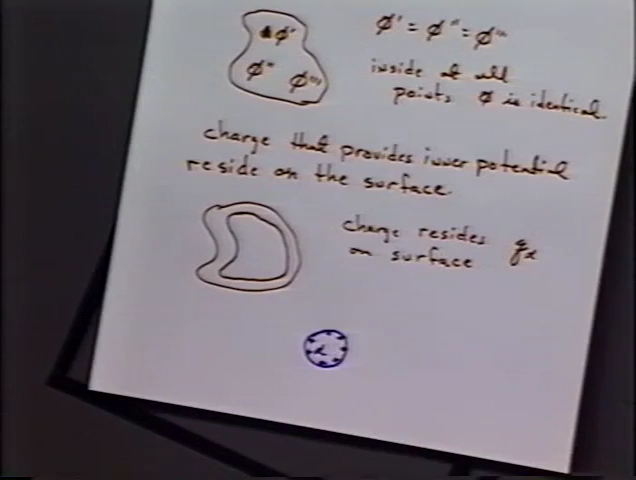 φ' = φ'' = φ'''
φ'
φ'' φ'''
inside at all
points φ is identical.
charge that provides inner potential
reside on the surface.
charge resides
on surface